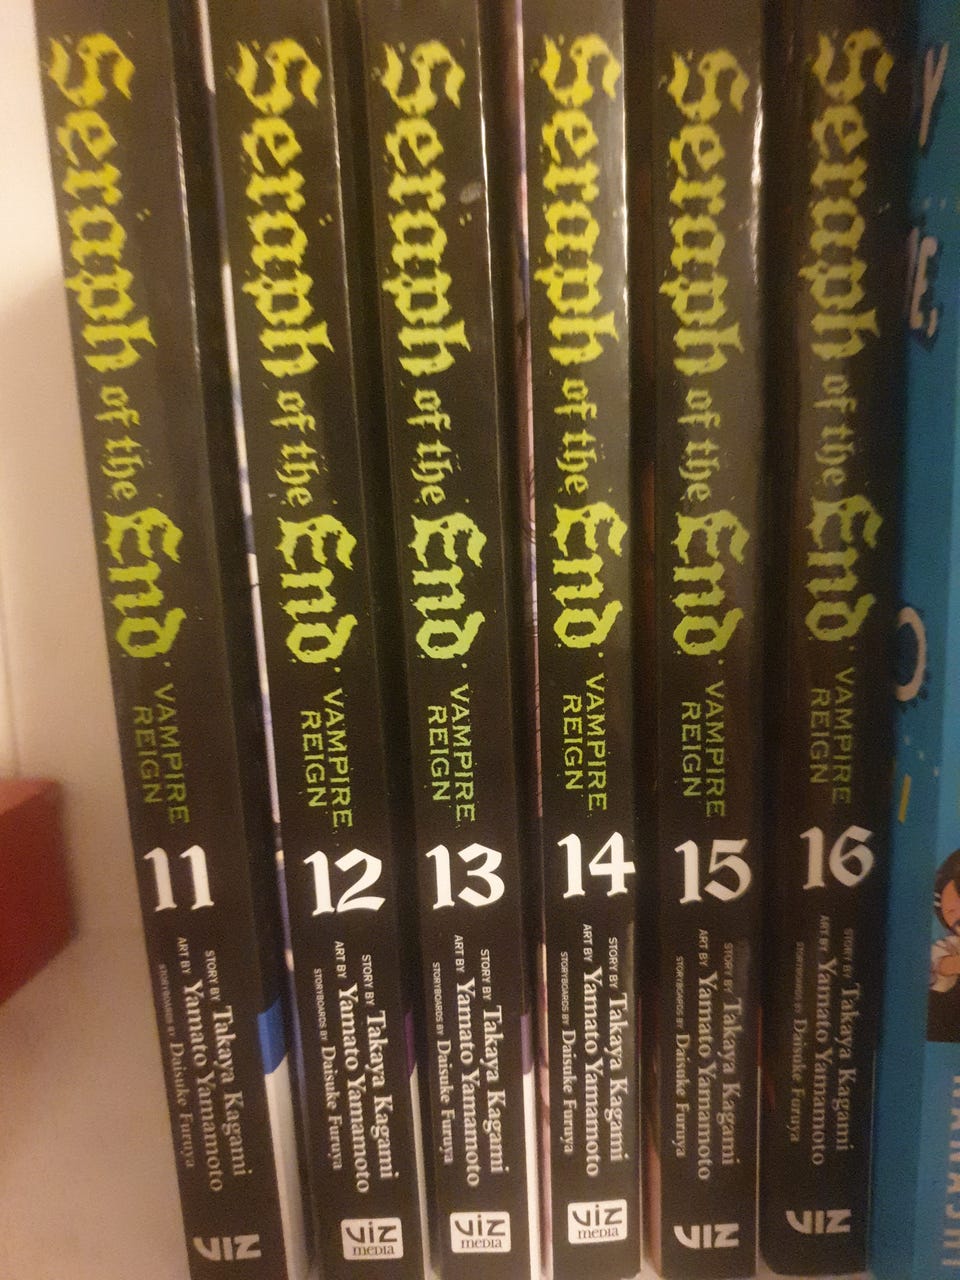 Seraph of the End: VAMPIRE REIGN
11
STORY BY Takaya Kagami
ART BY Yamato Yamamoto
STORYBOARDS BY Daisuke Furuya
VIZ
Seraph of the End: VAMPIRE REIGN
12
STORY BY Takaya Kagami
ART BY Yamato Yamamoto
STORYBOARDS BY Daisuke Furuya
VIZ
MEDIA
Seraph of the End: VAMPIRE REIGN
13
STORY BY Takaya Kagami
ART BY Yamato Yamamoto
STORYBOARDS BY Daisuke Furuya
VIZ
MEDIA
Seraph of the End: VAMPIRE REIGN
14
STORY BY Takaya Kagami
ART BY Yamato Yamamoto
STORYBOARDS BY Daisuke Furuya
VIZ
MEDIA
Seraph of the End: VAMPIRE REIGN
15
STORY BY Takaya Kagami
ART BY Yamato Yamamoto
STORYBOARDS BY Daisuke Furuya
VIZ
Seraph of the End: VAMPIRE REIGN
16
STORY BY Takaya Kagami
ART BY Yamato Yamamoto
STORYBOARDS BY Daisuke Furuya
VIZ